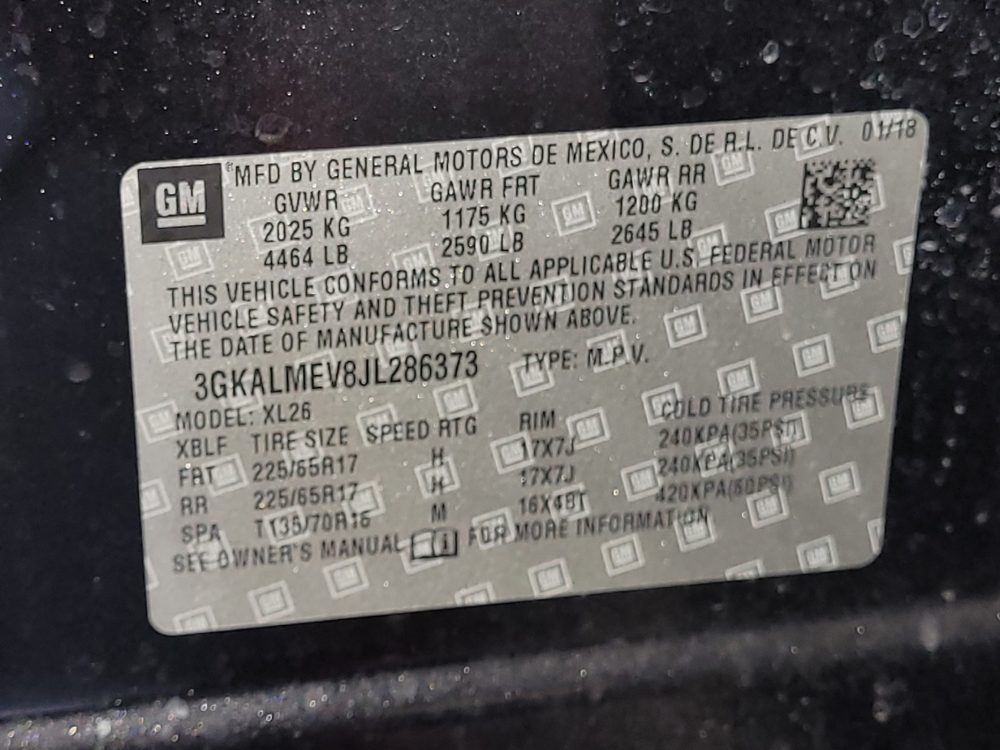 GM
MFD BY GENERAL MOTORS DE MEXICO, S. DE R.L. DE C.V. 01/18
GVWR GAWR FRT GAWR RR
2025 KG 1175 KG 1200 KG
4464 LB 2590 LB 2645 LB
THIS VEHICLE CONFORMS TO ALL APPLICABLE U.S. FEDERAL MOTOR
VEHICLE SAFETY AND THEFT PREVENTION STANDARDS IN EFFECT ON
THE DATE OF MANUFACTURE SHOWN ABOVE.
3GKALMEV8JL286373 TYPE: M.P.V.
MODEL: XL26
XBLF TIRE SIZE SPEED RTG RIM COLD TIRE PRESSURE
FRT 225/65R17 H 17X7J 240KPA(35PSI)
RR 225/65R17 H 17X7J 240KPA(35PSI)
SPA T135/70R16 M 16X4BT 420KPA(60PSI)
SEE OWNER'S MANUAL FOR MORE INFORMATION